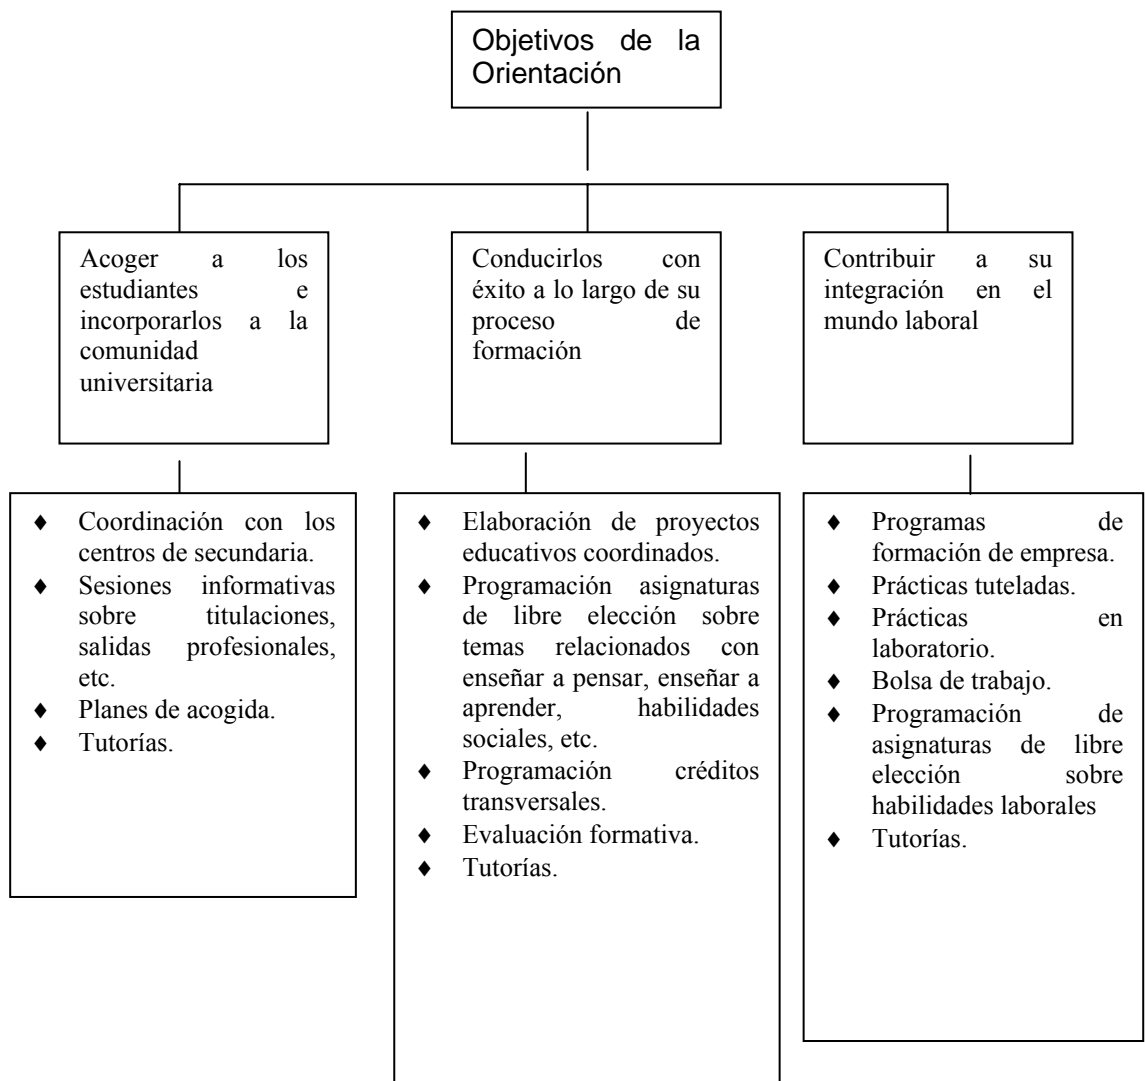 Objetivos de la
Orientación
Acoger a los
estudiantes e
incorporarlos a la
comunidad
universitaria
Conducirlos con
éxito a lo largo de su
proceso de
formación
Contribuir a su
integración en el
mundo laboral
♦ Coordinación con los
centros de secundaria.
♦ Sesiones informativas
sobre titulaciones,
salidas profesionales,
etc.
♦ Planes de acogida.
♦ Tutorías.
♦ Elaboración de proyectos
educativos coordinados.
♦ Programación asignaturas
de libre elección sobre
temas relacionados con
enseñar a pensar, enseñar a
aprender, habilidades
sociales, etc.
♦ Programación créditos
transversales.
♦ Evaluación formativa.
♦ Tutorías.
♦ Programas de
formación de empresa.
♦ Prácticas tuteladas.
♦ Prácticas en
laboratorio.
♦ Bolsa de trabajo.
♦ Programación de
asignaturas de libre
elección sobre
habilidades laborales
♦ Tutorías.